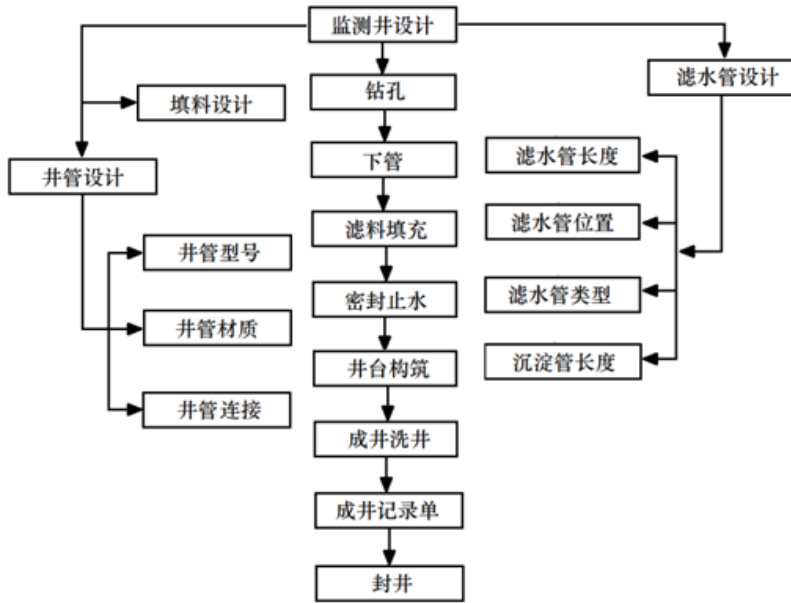 监测井设计
滤水管设计
填料设计
钻孔
井管设计
下管
滤水管长度
滤料填充
滤水管位置
井管型号
密封止水
滤水管类型
井管材质
井台构筑
沉淀管长度
井管连接
成井洗井
成井记录单
封井